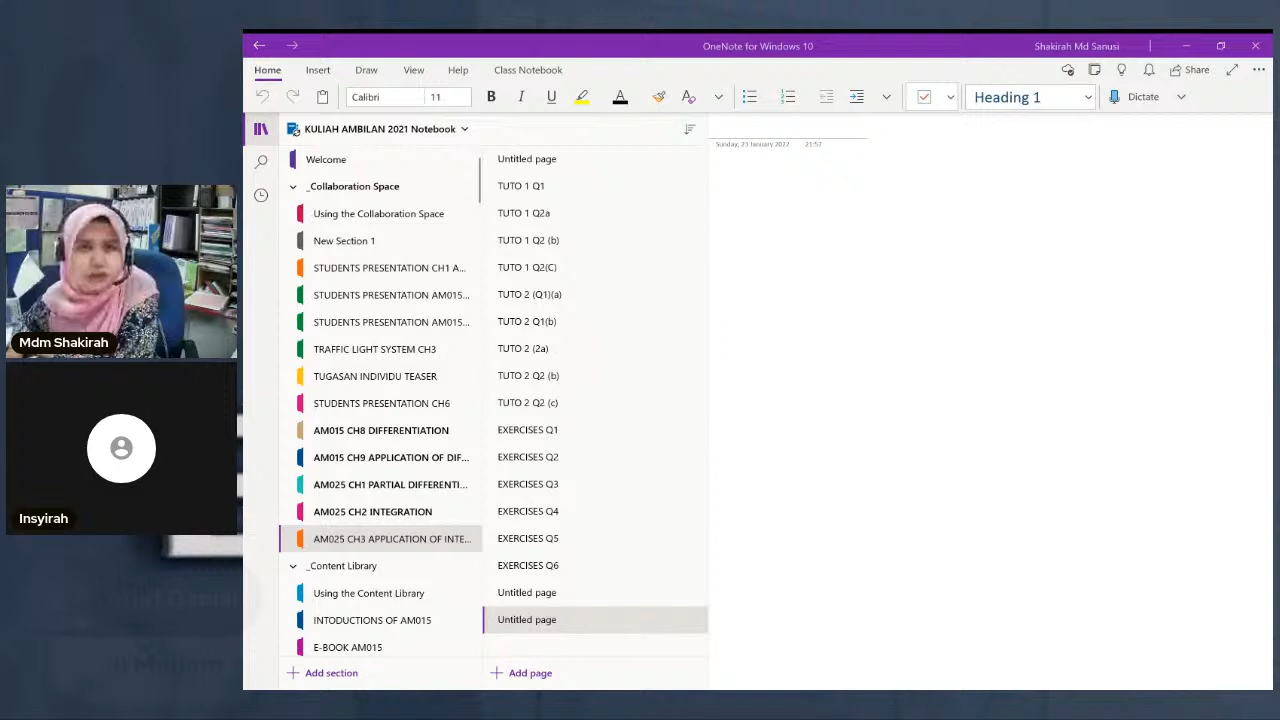 OneNote for Windows 10
Shakirah Md Sanusi
Home Insert Draw View Help Class Notebook
Share
Calibri 11 B I U A Heading 1 Dictate
KULIAH AMBILAN 2021 Notebook
Welcome
_Collaboration Space
Using the Collaboration Space
New Section 1
STUDENTS PRESENTATION CH1 A...
STUDENTS PRESENTATION AM015...
STUDENTS PRESENTATION AM015...
TRAFFIC LIGHT SYSTEM CH3
TUGASAN INDIVIDU TEASER
STUDENTS PRESENTATION CH6
AM015 CH8 DIFFERENTIATION
AM015 CH9 APPLICATION OF DIF...
AM025 CH1 PARTIAL DIFFERENTI...
AM025 CH2 INTEGRATION
AM025 CH3 APPLICATION OF INTE...
_Content Library
Using the Content Library
INTODUCTIONS OF AM015
E-BOOK AM015
Add section
Untitled page
TUTO 1 Q1
TUTO 1 Q2a
TUTO 1 Q2 (b)
TUTO 1 Q2(C)
TUTO 2 (Q1)(a)
TUTO 2 Q1(b)
TUTO 2 (2a)
TUTO 2 Q2 (b)
TUTO 2 Q2 (c)
EXERCISES Q1
EXERCISES Q2
EXERCISES Q3
EXERCISES Q4
EXERCISES Q5
EXERCISES Q6
Untitled page
Untitled page
Add page
Sunday, 23 January 2022 21:57
Mdm Shakirah
Insyirah